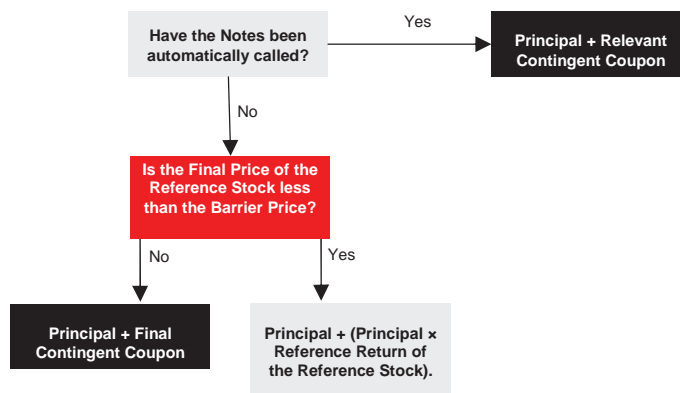 Have the Notes been
automatically called?
Yes
Principal + Relevant
Contingent Coupon
No
Is the Final Price of the
Reference Stock less
than the Barrier Price?
No
Yes
Principal + Final
Contingent Coupon
Principal + (Principal ×
Reference Return of
the Reference Stock).